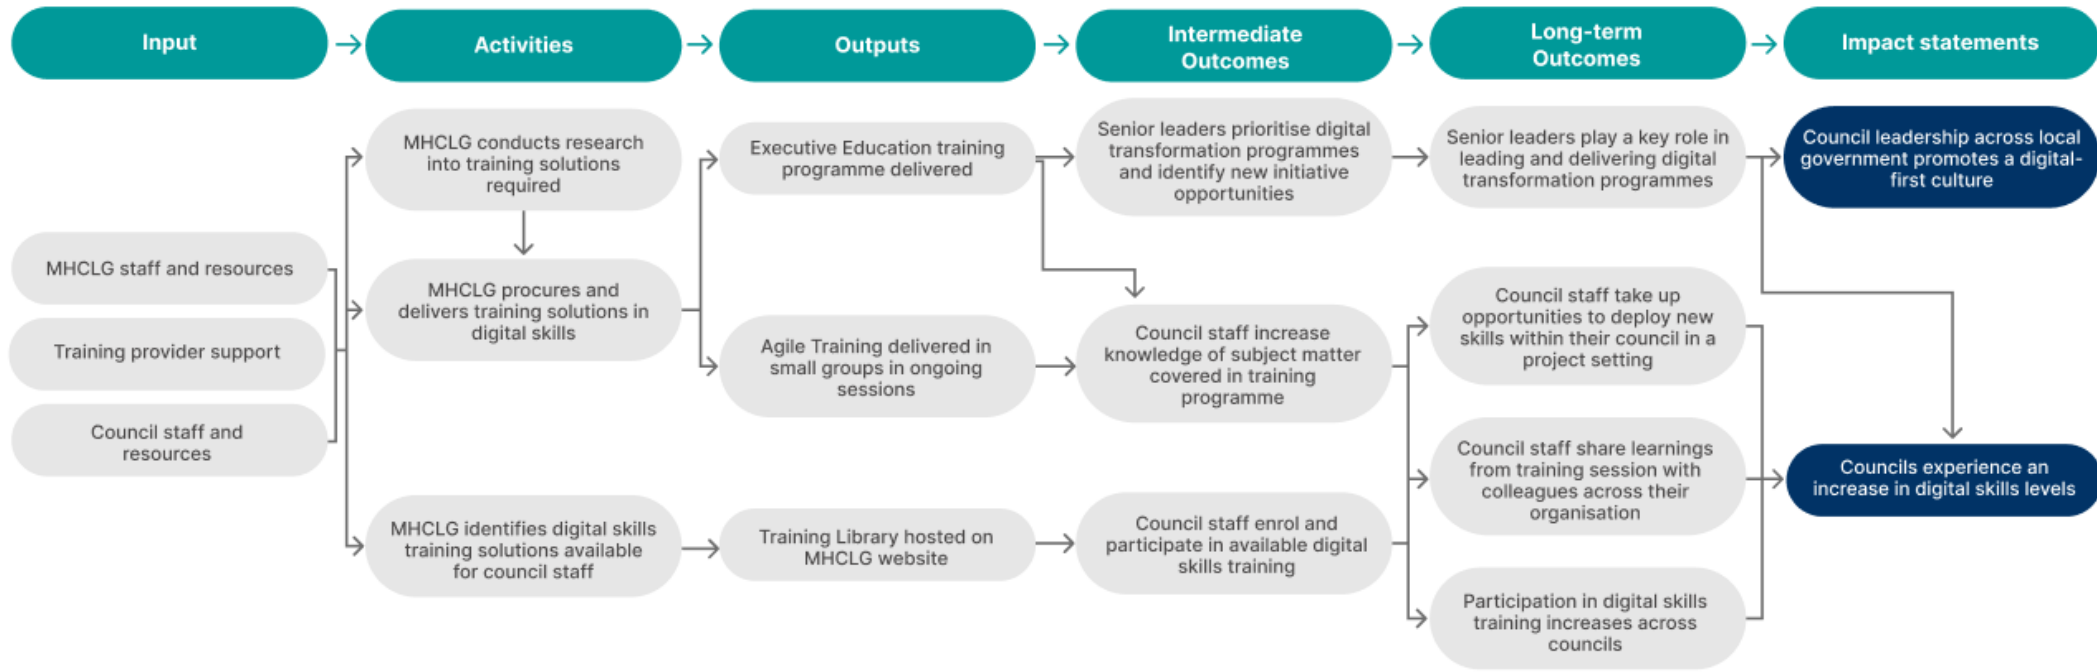 Input
Activities
Outputs
Intermediate
Outcomes
Long-term
Outcomes
Impact statements
MHCLG staff and resources
Training provider support
Council staff and
resources
MHCLG conducts research
into training solutions
required
MHCLG procures and
delivers training solutions in
digital skills
MHCLG identifies digital skills
training solutions available
for council staff
Executive Education training
programme delivered
Agile Training delivered in
small groups in ongoing
sessions
Training Library hosted on
MHCLG website
Senior leaders prioritise digital
transformation programmes
and identify new initiative
opportunities
Council staff increase
knowledge of subject matter
covered in training
programme
Council staff enrol and
participate in available digital
skills training
Senior leaders play a key role in
leading and delivering digital
transformation programmes
Council staff take up
opportunities to deploy new
skills within their council in a
project setting
Council staff share learnings
from training session with
colleagues across their
organisation
Participation in digital skills
training increases across
councils
Council leadership across local
government promotes a digital-
first culture
Councils experience an
increase in digital skills levels